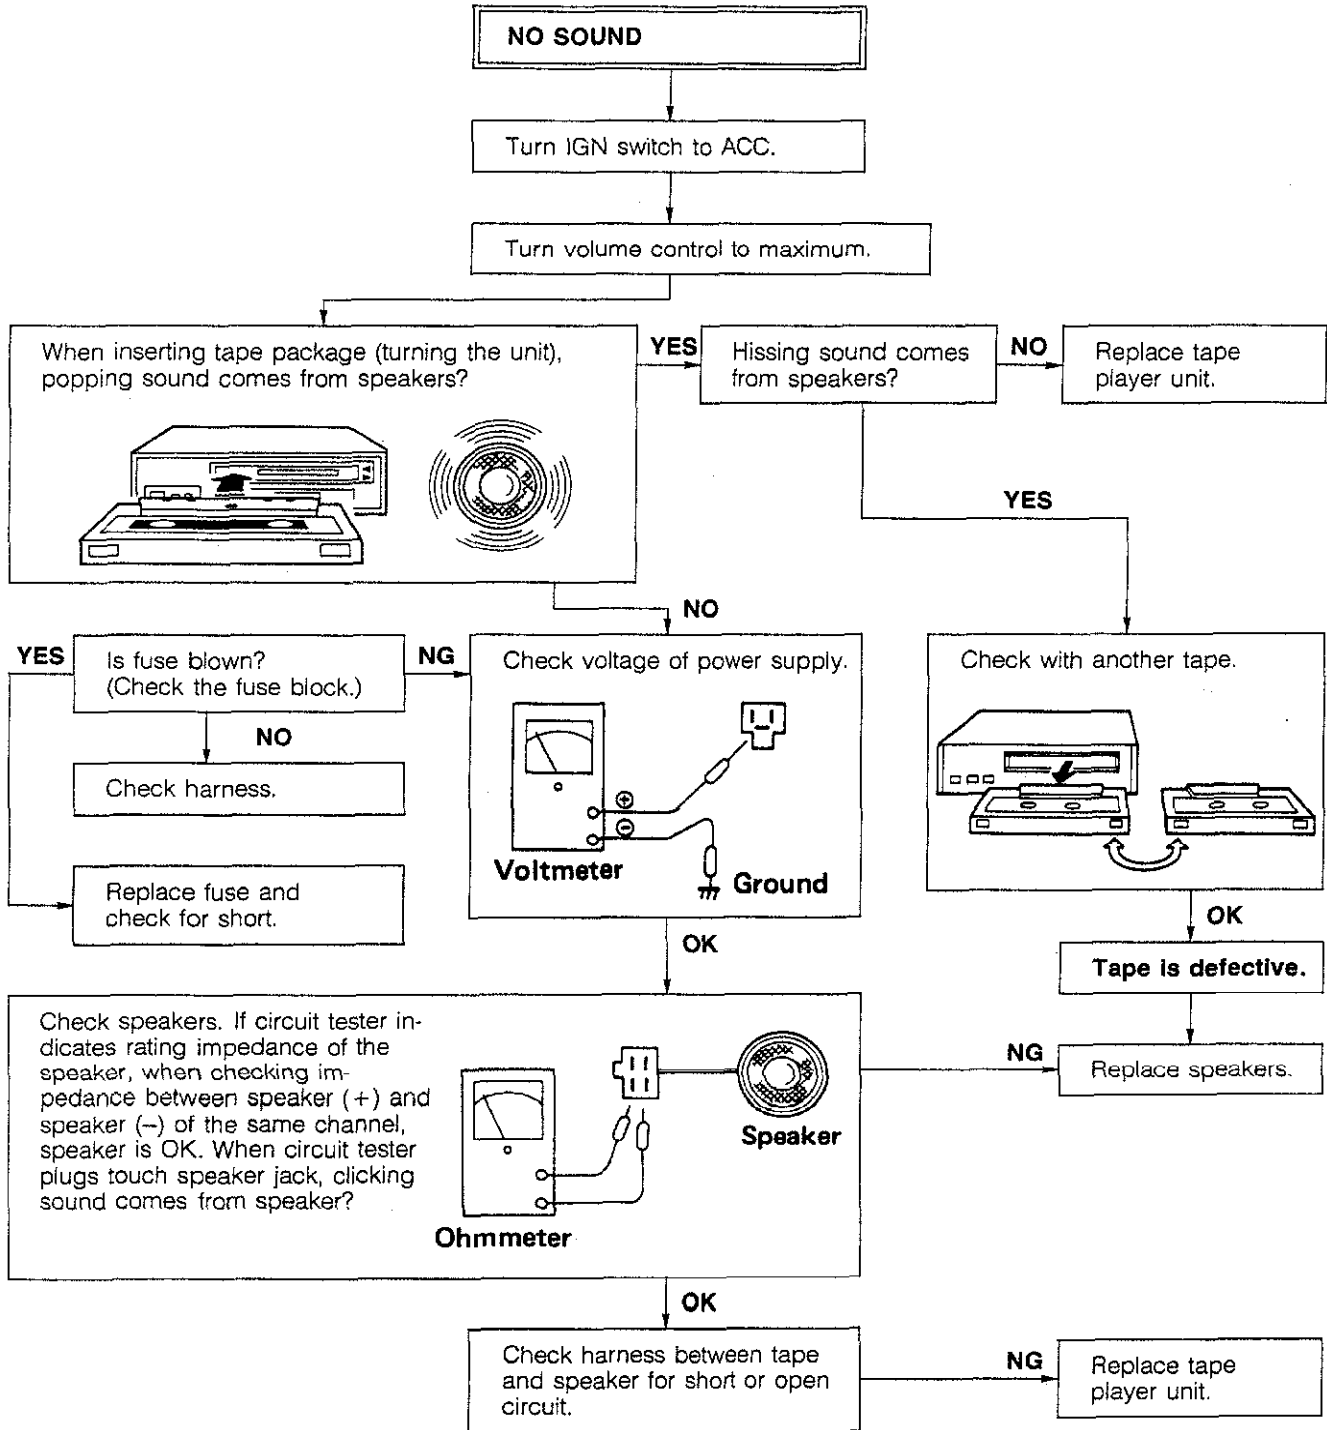 NO SOUND
Turn IGN switch to ACC.
Turn volume control to maximum.
When inserting tape package (turning the unit),
popping sound comes from speakers?
YES
Hissing sound comes
from speakers?
NO
Replace tape
player unit.
YES
NO
YES
Is fuse blown?
(Check the fuse block.)
NG
Check voltage of power supply.
+
−
Voltmeter
Ground
NO
Check harness.
Replace fuse and
check for short.
Check with another tape.
OK
Tape is defective.
OK
Check speakers. If circuit tester in-
dicates rating impedance of the
speaker, when checking im-
pedance between speaker (+) and
speaker (−) of the same channel,
speaker is OK. When circuit tester
plugs touch speaker jack, clicking
sound comes from speaker?
Ohmmeter
Speaker
NG
Replace speakers.
OK
Check harness between tape
and speaker for short or open
circuit.
NG
Replace tape
player unit.